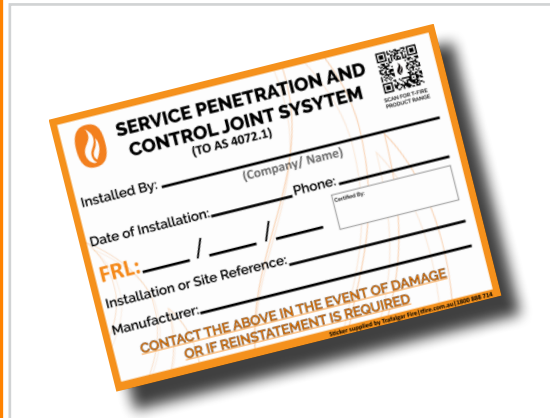 SERVICE PENETRATION AND
CONTROL JOINT SYSYTEM
(TO AS 4072.1)
SCAN FOR T-FIRE
PRODUCT RANGE
Installed By:
(Company/ Name)
Date of Installation: Phone:
Certified By:
FRL: / /
Installation or Site Reference:
Manufacturer:
CONTACT THE ABOVE IN THE EVENT OF DAMAGE
OR IF REINSTATEMENT IS REQUIRED
Sticker supplied by Trafalgar Fire | tfire.com.au | 1800 888 714